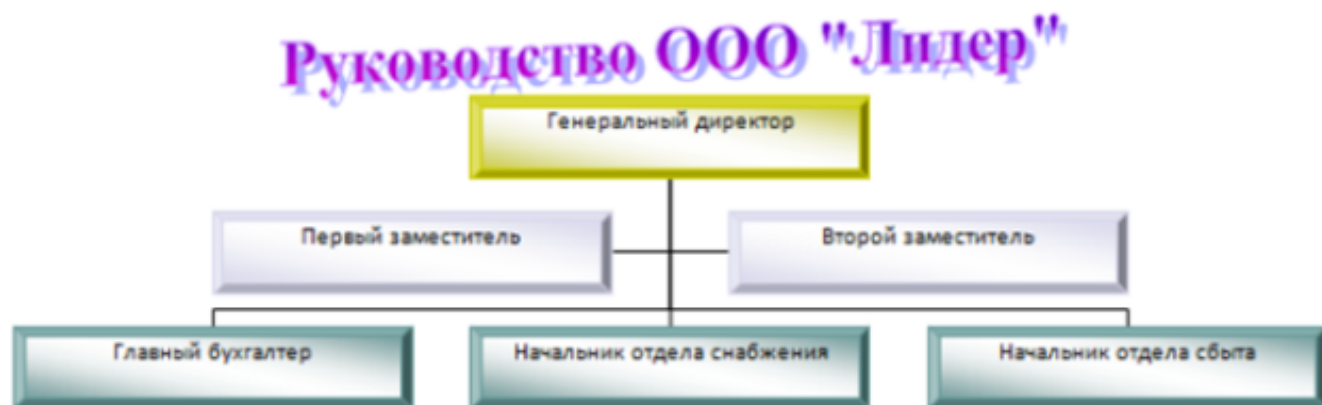 Руководство ООО "Лидер"
Генеральный директор
Первый заместитель
Второй заместитель
Главный бухгалтер
Начальник отдела снабжения
Начальник отдела сбыта